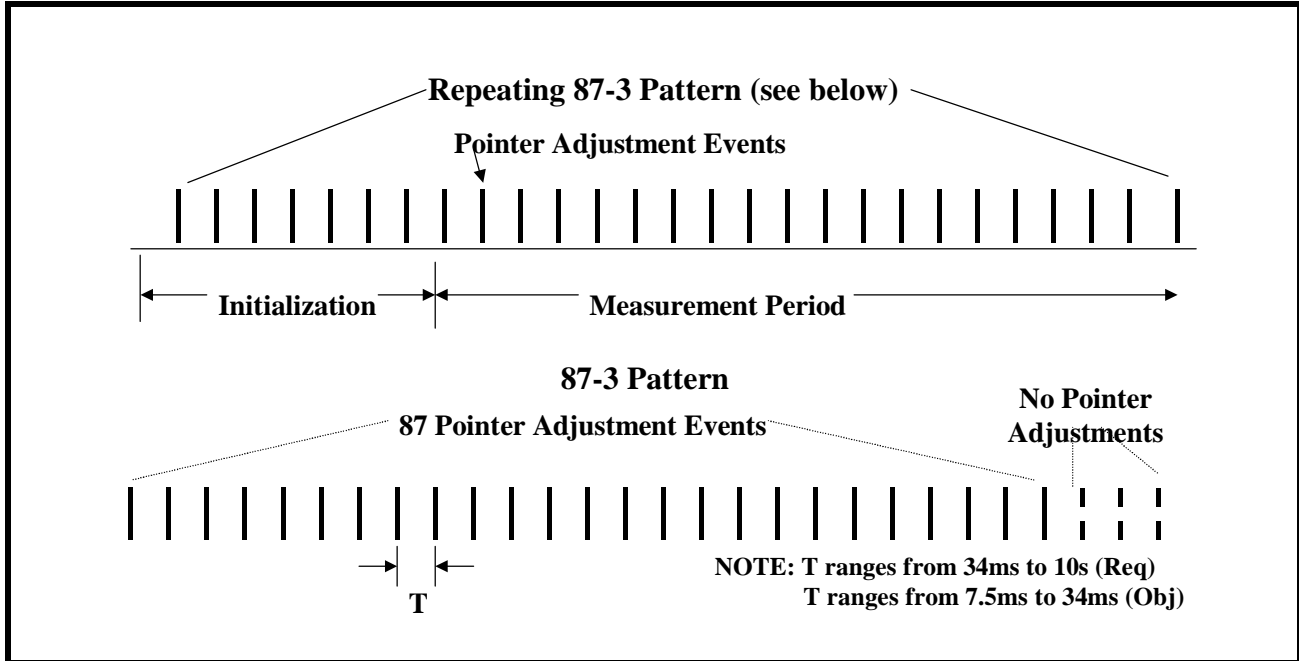 Repeating 87-3 Pattern (see below)
Pointer Adjustment Events
Initialization
Measurement Period
87-3 Pattern
87 Pointer Adjustment Events
No Pointer
Adjustments
T
NOTE: T ranges from 34ms to 10s (Req)
T ranges from 7.5ms to 34ms (Obj)